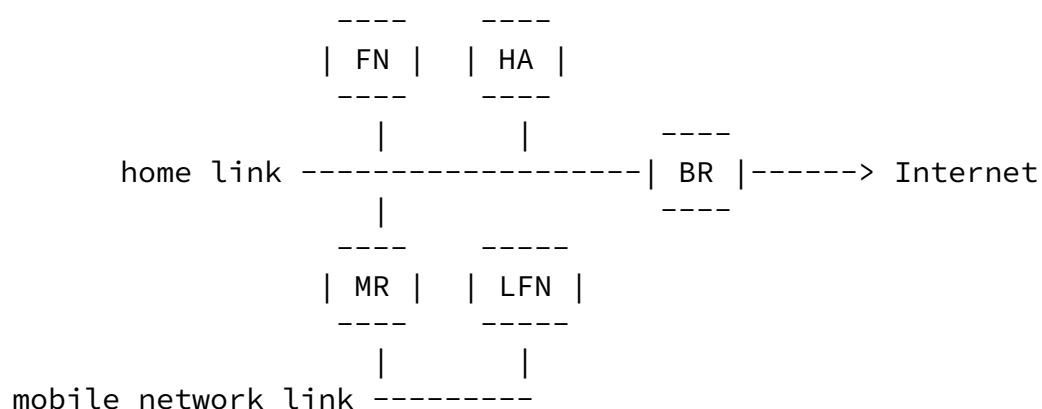 ----    ----
| FN |  | HA |
----    ----
|       |       ----
home link -------------------| BR |------> Internet
|               ----
----    -----
| MR |  | LFN |
----    -----
|       |
mobile network link ---------